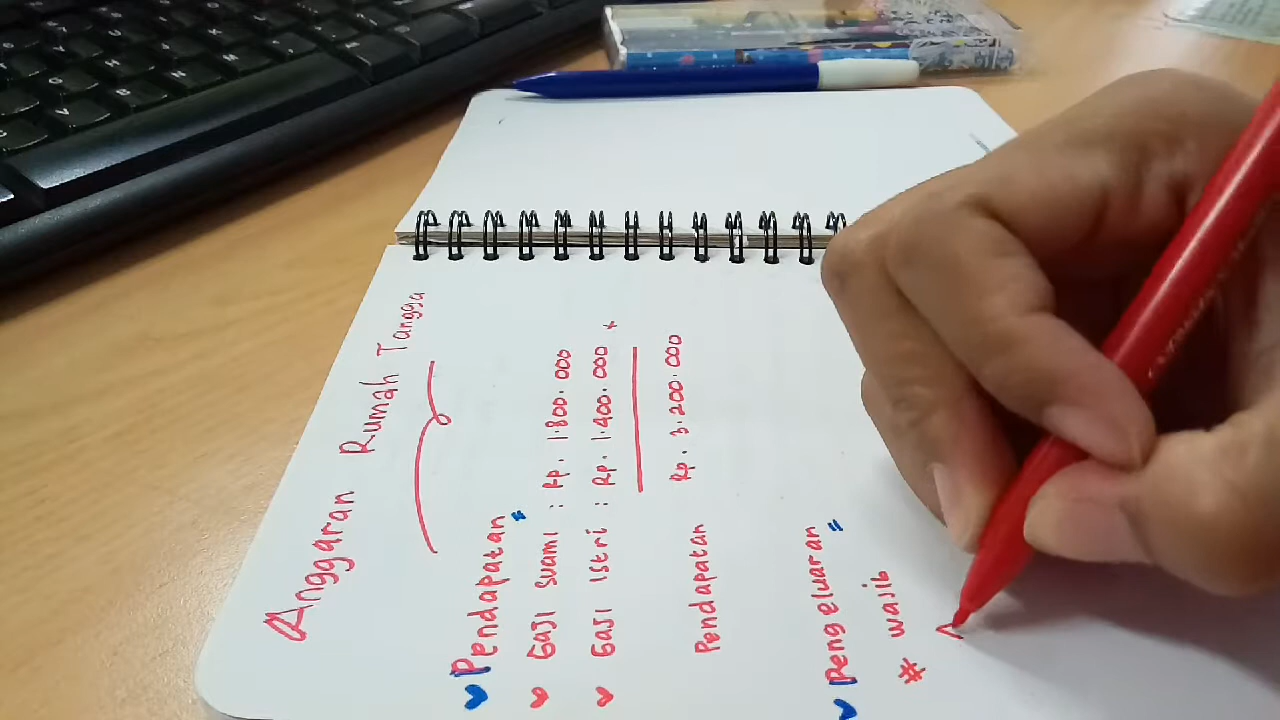 Anggaran Rumah Tangga
Pendapatan
Gaji suami : Rp. 1.800.000
Gaji istri : Rp. 1.400.000 +
Pendapatan Rp. 3.200.000
Pengeluaran
# wajib